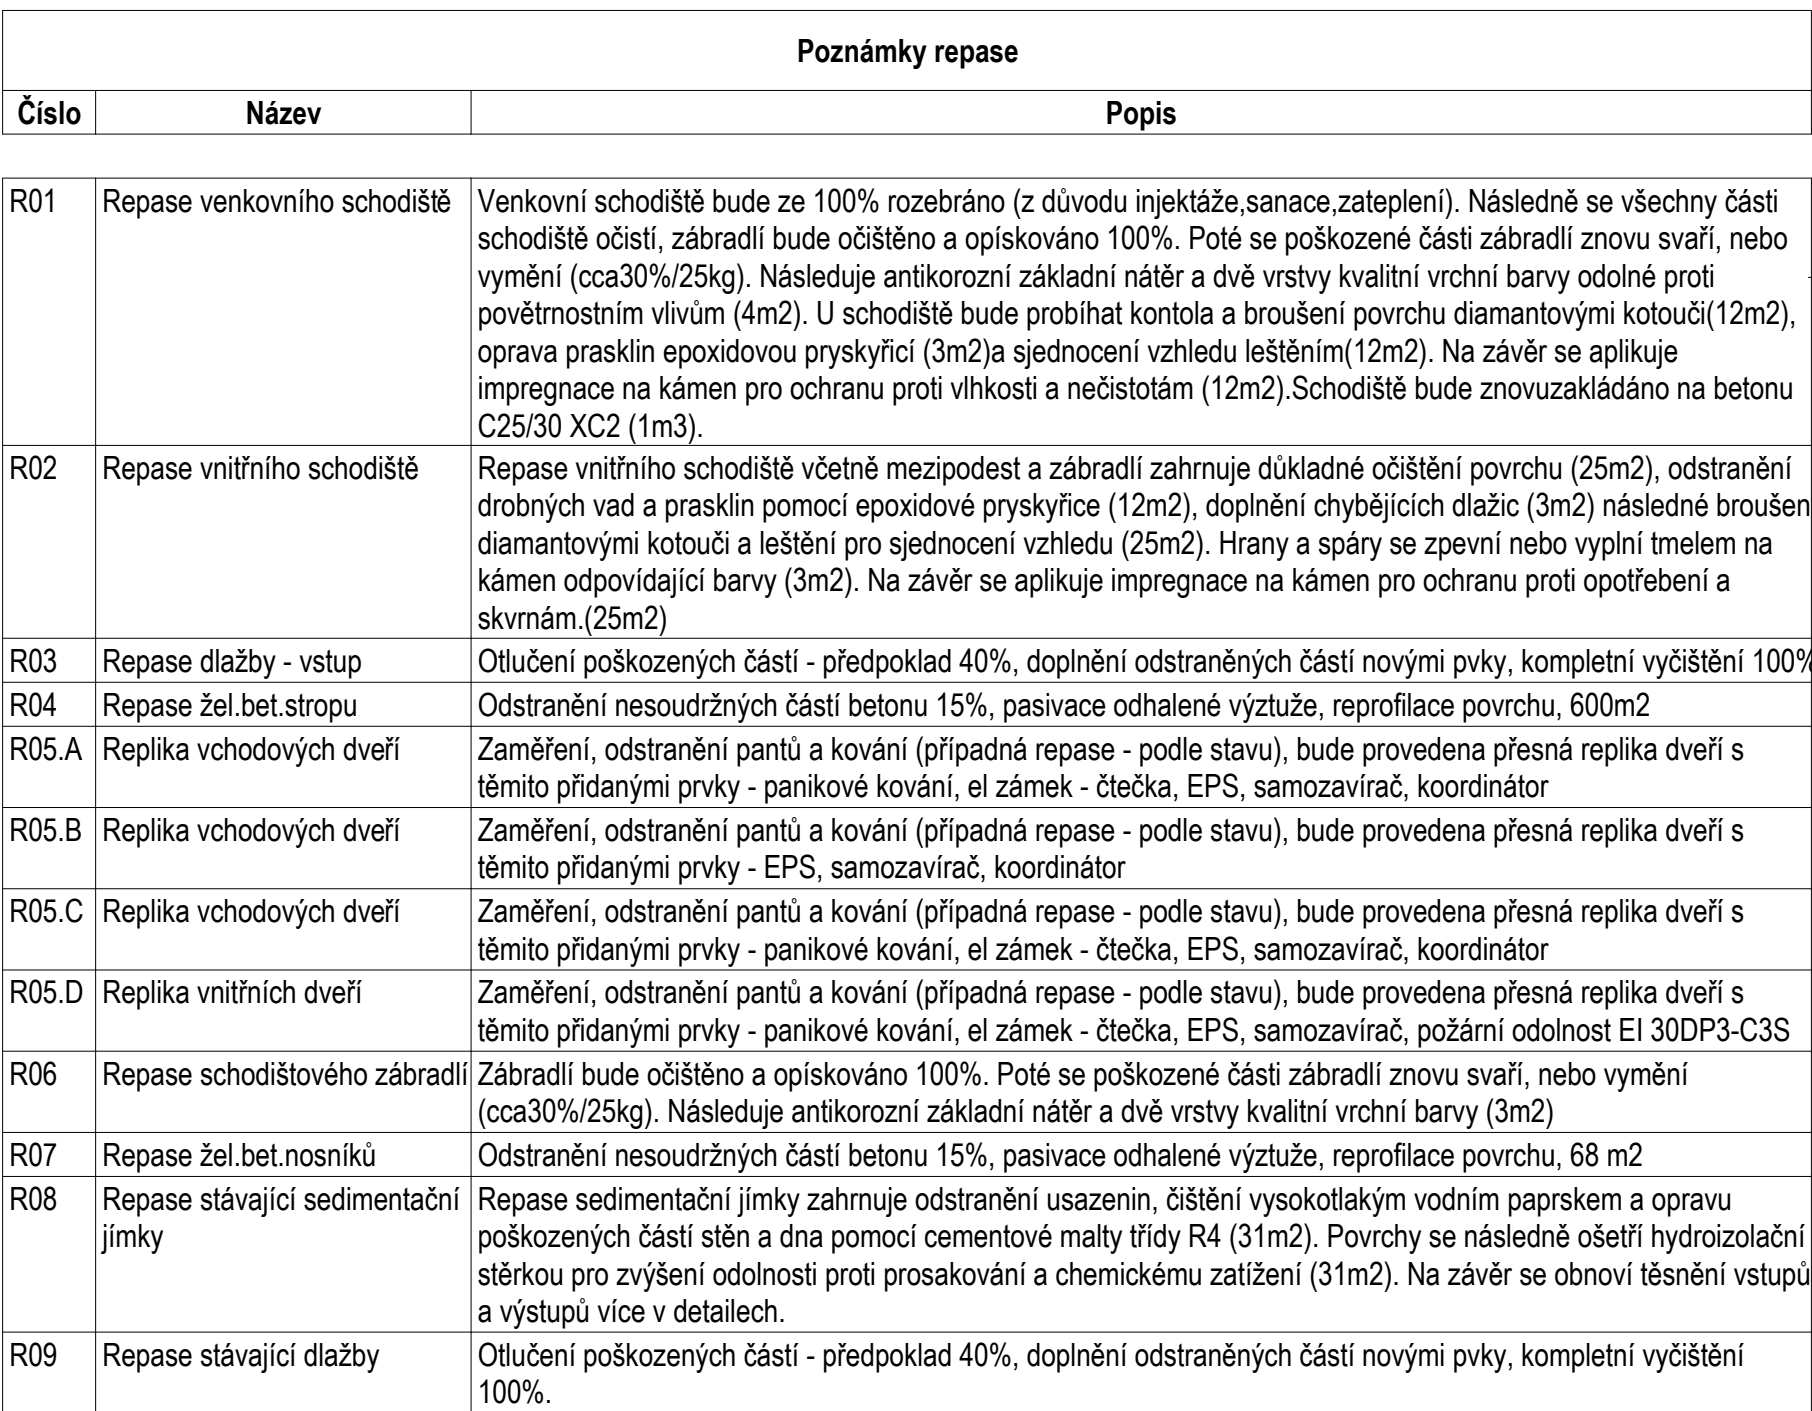 Poznámky repase
Číslo Název Popis
R01 Repase venkovního schodiště Venkovní schodiště bude ze 100% rozebráno (z důvodu injektáže,sanace,zateplení). Následně se všechny části
schodiště očistí, zábradlí bude očištěno a opískováno 100%. Poté se poškozené části zábradlí znovu svaří, nebo
vymění (cca30%/25kg). Následuje antikorozní základní nátěr a dvě vrstvy kvalitní vrchní barvy odolné proti
povětrnostním vlivům (4m2). U schodiště bude probíhat kontola a broušení povrchu diamantovými kotouči(12m2),
oprava prasklin epoxidovou pryskyřicí (3m2)a sjednocení vzhledu leštěním(12m2). Na závěr se aplikuje
impregnace na kámen pro ochranu proti vlhkosti a nečistotám (12m2).Schodiště bude znovuzakládáno na betonu
C25/30 XC2 (1m3).
R02 Repase vnitřního schodiště Repase vnitřního schodiště včetně mezipodest a zábradlí zahrnuje důkladné očištění povrchu (25m2), odstranění
drobných vad a prasklin pomocí epoxidové pryskyřice (12m2), doplnění chybějících dlažic (3m2) následné broušen
diamantovými kotouči a leštění pro sjednocení vzhledu (25m2). Hrany a spáry se zpevní nebo vyplní tmelem na
kámen odpovídající barvy (3m2). Na závěr se aplikuje impregnace na kámen pro ochranu proti opotřebení a
skvrnám.(25m2)
R03 Repase dlažby - vstup Otlučení poškozených částí - předpoklad 40%, doplnění odstraněných částí novými pvky, kompletní vyčištění 100%
R04 Repase žel.bet.stropu Odstranění nesoudržných částí betonu 15%, pasivace odhalené výztuže, reprofilace povrchu, 600m2
R05.A Replika vchodových dveří Zaměření, odstranění pantů a kování (případná repase - podle stavu), bude provedena přesná replika dveří s
těmito přidanými prvky - panikové kování, el zámek - čtečka, EPS, samozavírač, koordinátor
R05.B Replika vchodových dveří Zaměření, odstranění pantů a kování (případná repase - podle stavu), bude provedena přesná replika dveří s
těmito přidanými prvky - EPS, samozavírač, koordinátor
R05.C Replika vchodových dveří Zaměření, odstranění pantů a kování (případná repase - podle stavu), bude provedena přesná replika dveří s
těmito přidanými prvky - panikové kování, el zámek - čtečka, EPS, samozavírač, koordinátor
R05.D Replika vnitřních dveří Zaměření, odstranění pantů a kování (případná repase - podle stavu), bude provedena přesná replika dveří s
těmito přidanými prvky - panikové kování, el zámek - čtečka, EPS, samozavírač, požární odolnost EI 30DP3-C3S
R06 Repase schodištového zábradlí Zábradlí bude očištěno a opískováno 100%. Poté se poškozené části zábradlí znovu svaří, nebo vymění
(cca30%/25kg). Následuje antikorozní základní nátěr a dvě vrstvy kvalitní vrchní barvy (3m2)
R07 Repase žel.bet.nosníků Odstranění nesoudržných částí betonu 15%, pasivace odhalené výztuže, reprofilace povrchu, 68 m2
R08 Repase stávající sedimentační Repase sedimentační jímky zahrnuje odstranění usazenin, čištění vysokotlakým vodním paprskem a opravu
jímky poškozených částí stěn a dna pomocí cementové malty třídy R4 (31m2). Povrchy se následně ošetří hydroizolační
stěrkou pro zvýšení odolnosti proti prosakování a chemickému zatížení (31m2). Na závěr se obnoví těsnění vstupů
a výstupů více v detailech.
R09 Repase stávající dlažby Otlučení poškozených částí - předpoklad 40%, doplnění odstraněných částí novými pvky, kompletní vyčištění
100%.